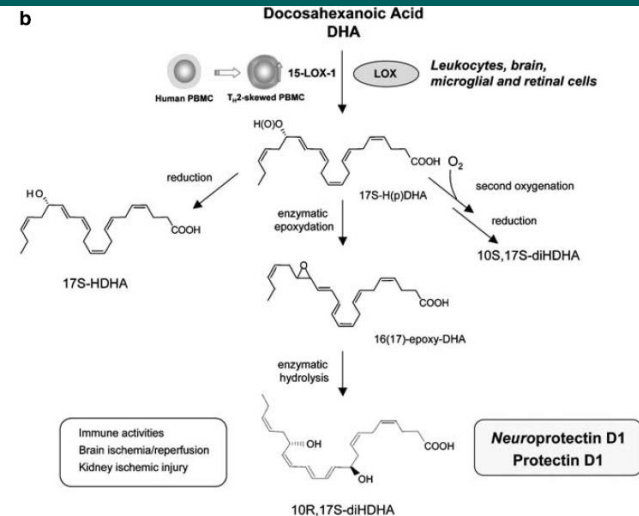 b
Docosahexanoic Acid
DHA
15-LOX-1
LOX
Leukocytes, brain,
microglial and retinal cells
Human PBMC
TH2-skewed PBMC
H(O)O
COOH
O2
17S-H(p)DHA
second oxygenation
reduction
10S,17S-diHDHA
reduction
HO
COOH
17S-HDHA
enzymatic
epoxydation
O
COOH
16(17)-epoxy-DHA
enzymatic
hydrolysis
Immune activities
Brain ischemia/reperfusion
Kidney ischemic injury
OH
COOH
OH
10R,17S-diHDHA
Neuroprotectin D1
Protectin D1